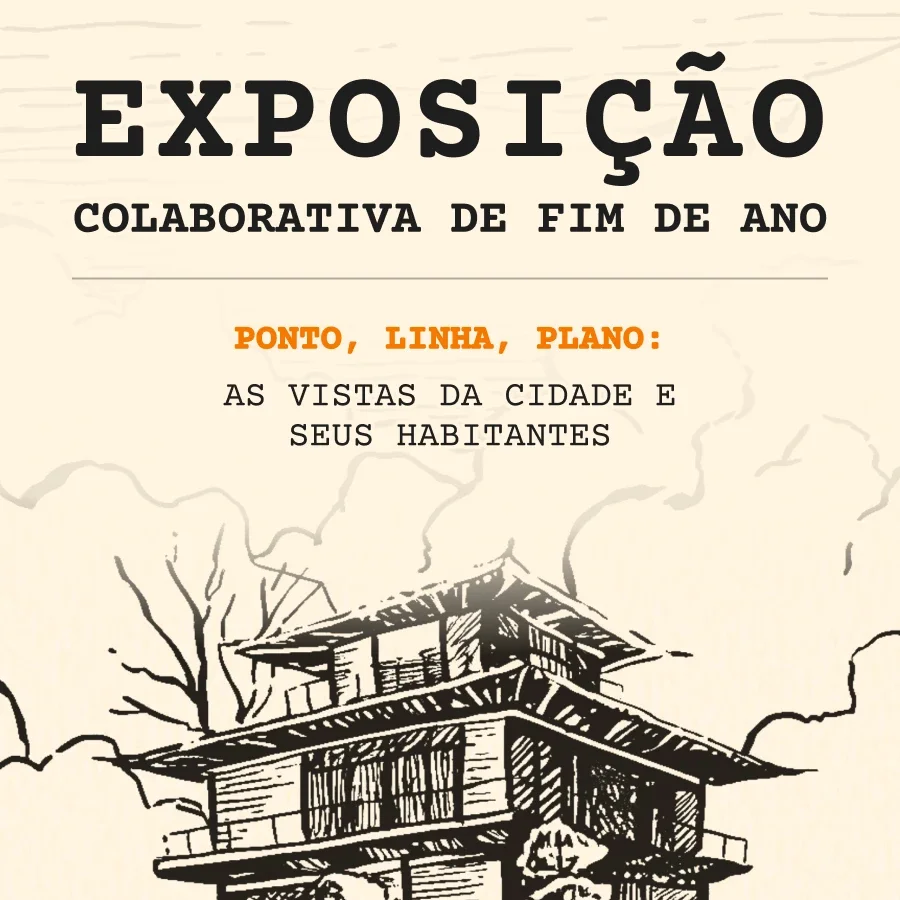 EXPOSIÇÃO
COLABORATIVA DE FIM DE ANO
PONTO, LINHA, PLANO:
AS VISTAS DA CIDADE E
SEUS HABITANTES